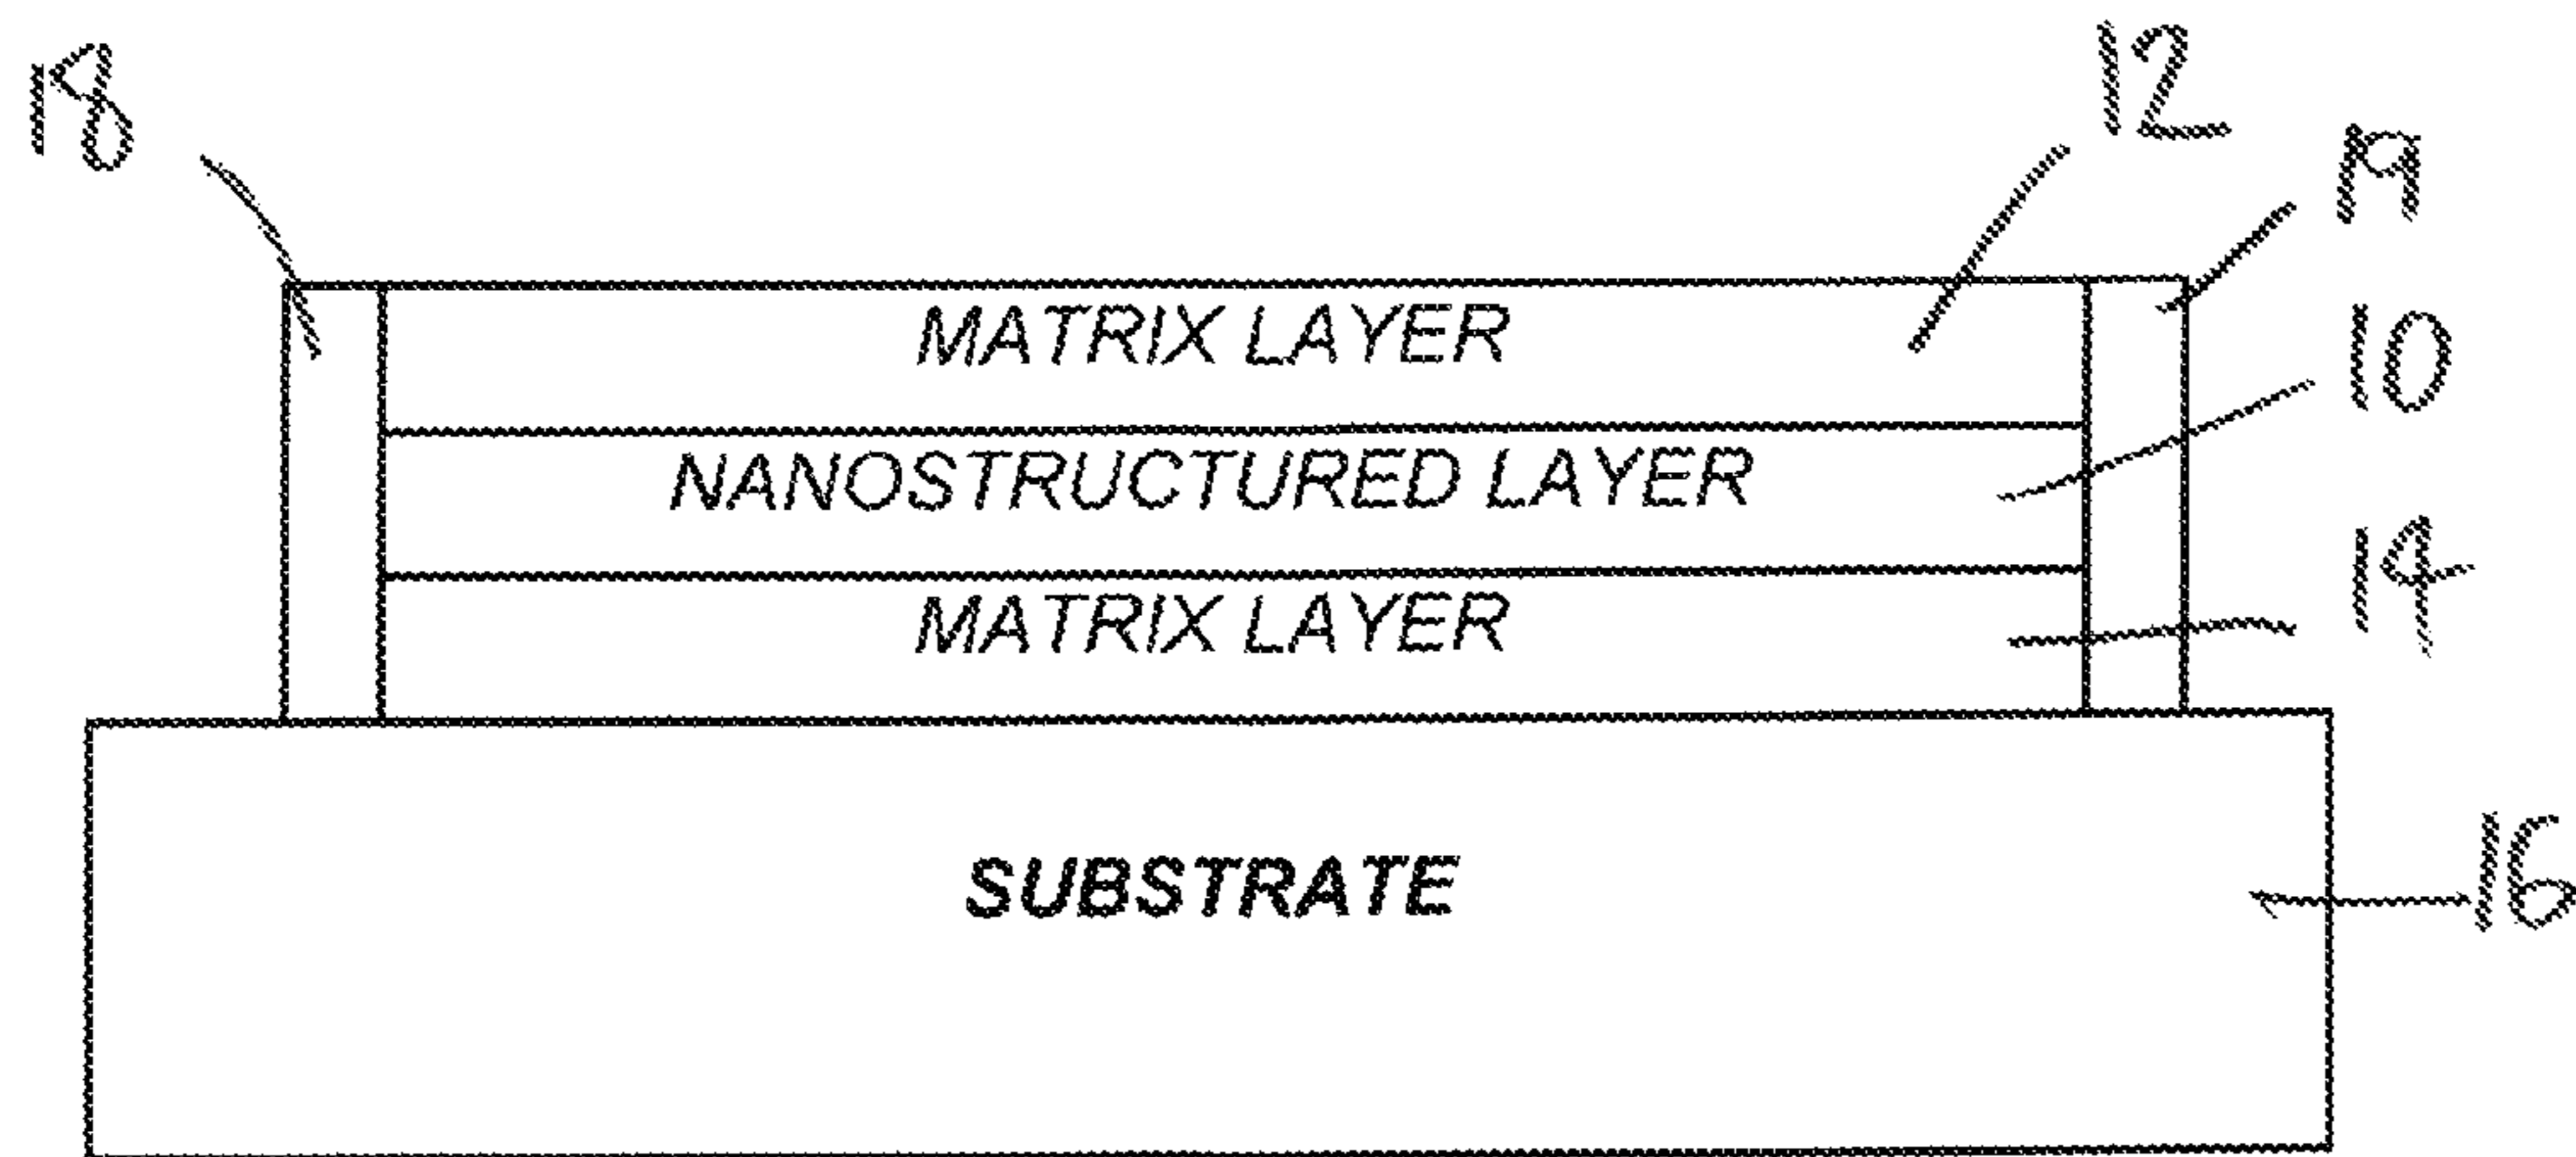 18
12
19
MATRIX LAYER
10
NANOSTRUCTURED LAYER
14
MATRIX LAYER
SUBSTRATE
16